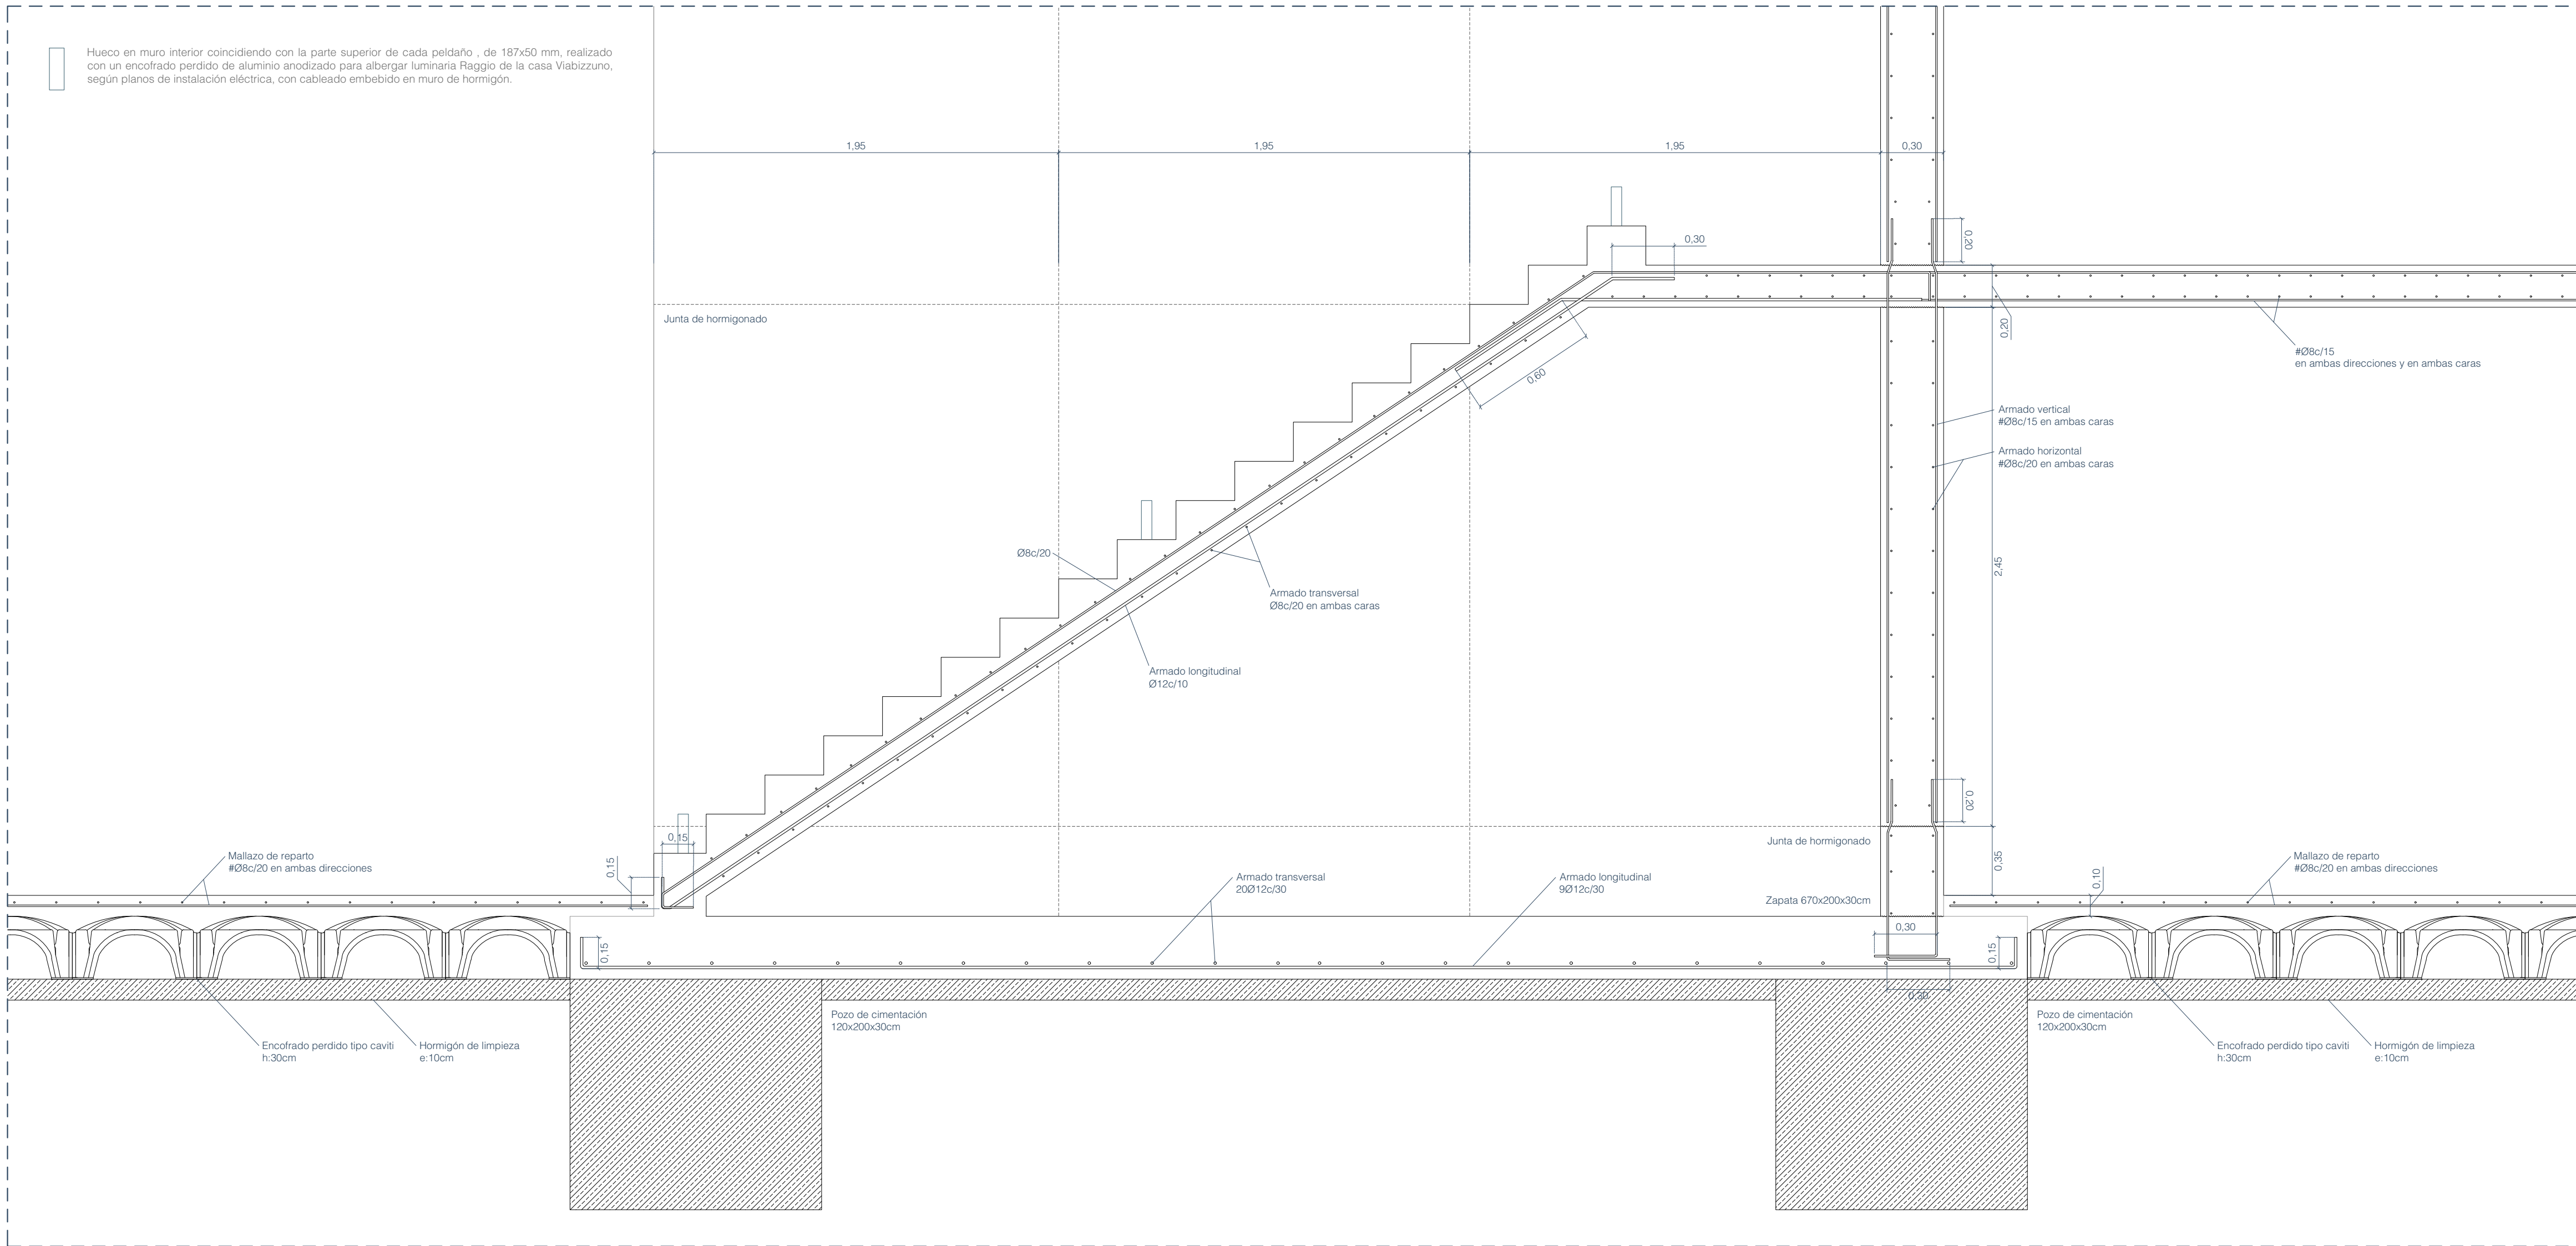 Hueco en muro interior coincidiendo con la parte superior de cada peldaño , de 187x50 mm, realizado
con un encofrado perdido de aluminio anodizado para albergar luminaria Raggio de la casa Viabizzuno,
según planos de instalación eléctrica, con cableado embebido en muro de hormigón.
1,95
1,95
1,95
0,30
0,30
0,20
Junta de hormigonado
0,20
#Ø8c/15
en ambas direcciones y en ambas caras
0,60
Armado vertical
#Ø8c/15 en ambas caras
Armado horizontal
#Ø8c/20 en ambas caras
Ø8c/20
2,45
Armado transversal
Ø8c/20 en ambas caras
Armado longitudinal
Ø12c/10
0,20
0,15
0,15
Junta de hormigonado
0,35
Mallazo de reparto
#Ø8c/20 en ambas direcciones
Armado transversal
20Ø12c/30
Armado longitudinal
9Ø12c/30
Zapata 670x200x30cm
0,10
Mallazo de reparto
#Ø8c/20 en ambas direcciones
0,30
0,15
0,15
0,30
Pozo de cimentación
120x200x30cm
Pozo de cimentación
120x200x30cm
Encofrado perdido tipo caviti
h:30cm
Hormigón de limpieza
e:10cm
Encofrado perdido tipo caviti
h:30cm
Hormigón de limpieza
e:10cm